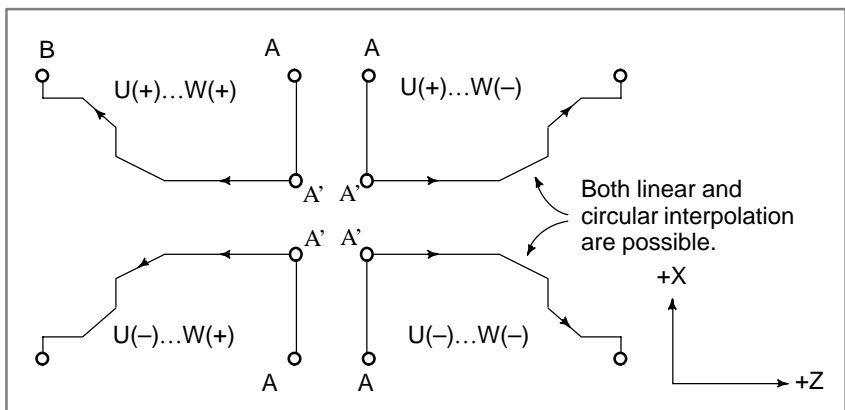 B
A
A
U(+)…W(+)
U(+)…W(–)
A'
A'
Both linear and
circular interpolation
are possible.
A'
A'
+X
U(–)…W(+)
U(–)…W(–)
A
A
+Z